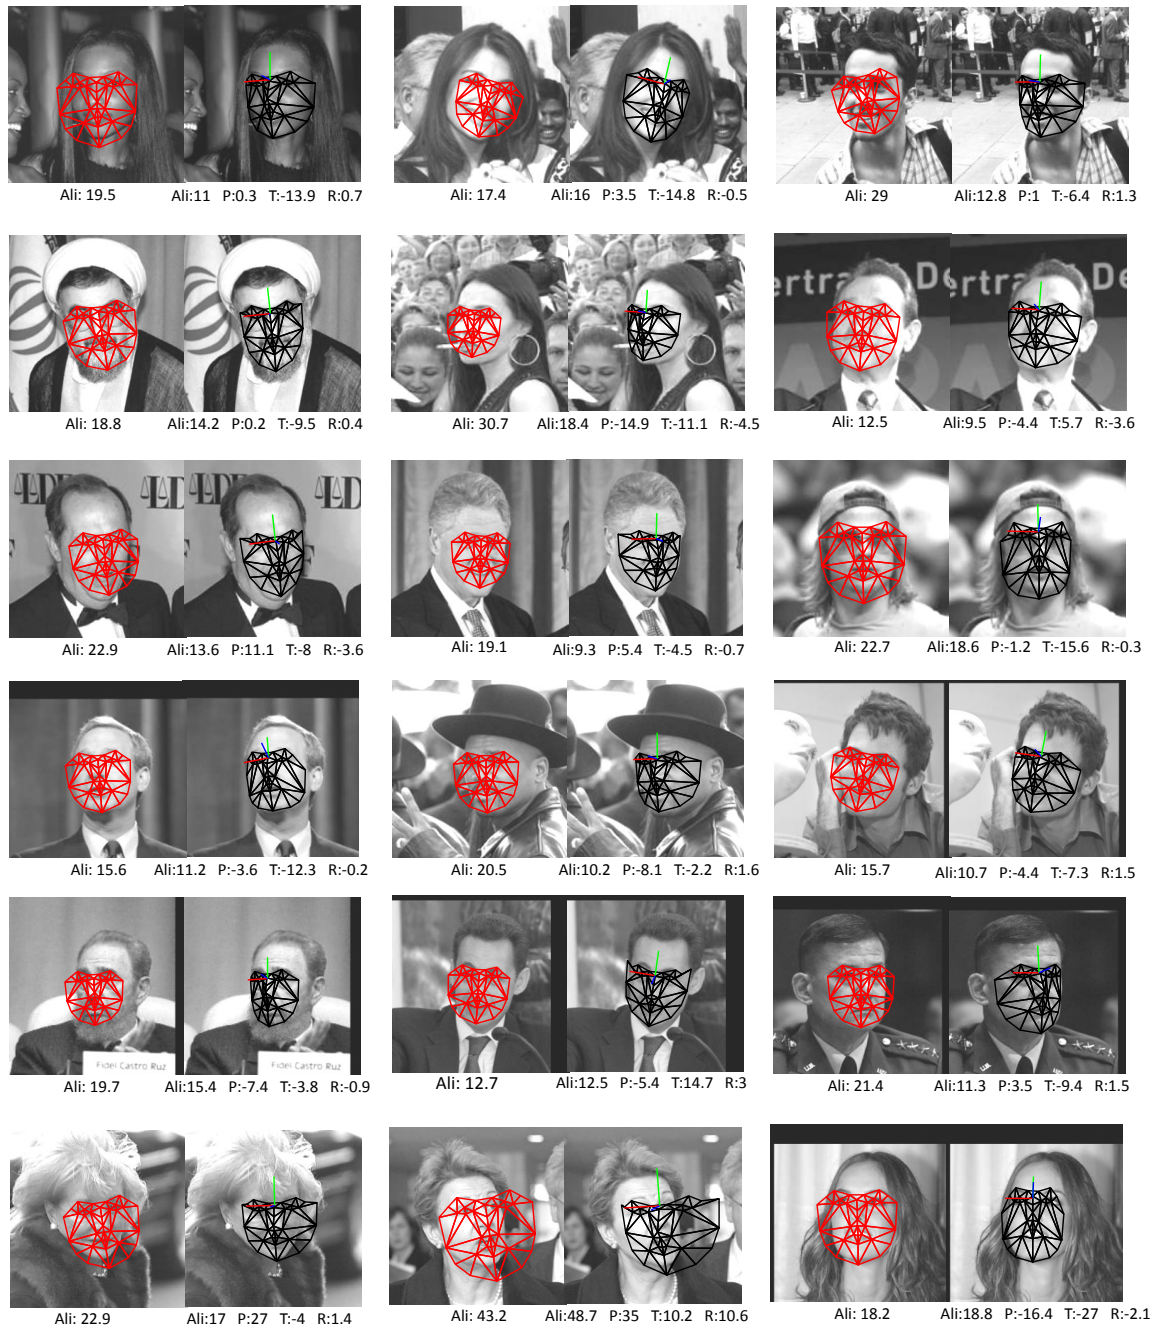 Ali: 19.5 Ali:11 P:0.3 T:-13.9 R:0.7
Ali: 17.4 Ali:16 P:3.5 T:-14.8 R:-0.5
Ali: 29 Ali:12.8 P:1 T:-6.4 R:1.3
ertra De
ertra De
Ali: 18.8 Ali:14.2 P:0.2 T:-9.5 R:0.4
Ali: 30.7 Ali:18.4 P:-14.9 T:-11.1 R:-4.5
Ali: 12.5 Ali:9.5 P:-4.4 T:5.7 R:-3.6
Ali: 22.9 Ali:13.6 P:11.1 T:-8 R:-3.6
Ali: 19.1 Ali:9.3 P:5.4 T:-4.5 R:-0.7
Ali: 22.7 Ali:18.6 P:-1.2 T:-15.6 R:-0.3
Ali: 15.6 Ali:11.2 P:-3.6 T:-12.3 R:-0.2
Ali: 20.5 Ali:10.2 P:-8.1 T:-2.2 R:1.6
Ali: 15.7 Ali:10.7 P:-4.4 T:-7.3 R:1.5
Fidel Castro Ruz
Fidel Castro Ruz
Ali: 19.7 Ali:15.4 P:-7.4 T:-3.8 R:-0.9
Ali: 12.7 Ali:12.5 P:-5.4 T:14.7 R:3
Ali: 21.4 Ali:11.3 P:3.5 T:-9.4 R:1.5
Ali: 22.9 Ali:17 P:27 T:-4 R:1.4
Ali: 43.2 Ali:48.7 P:35 T:10.2 R:10.6
Ali: 18.2 Ali:18.8 P:-16.4 T:-27 R:-2.1